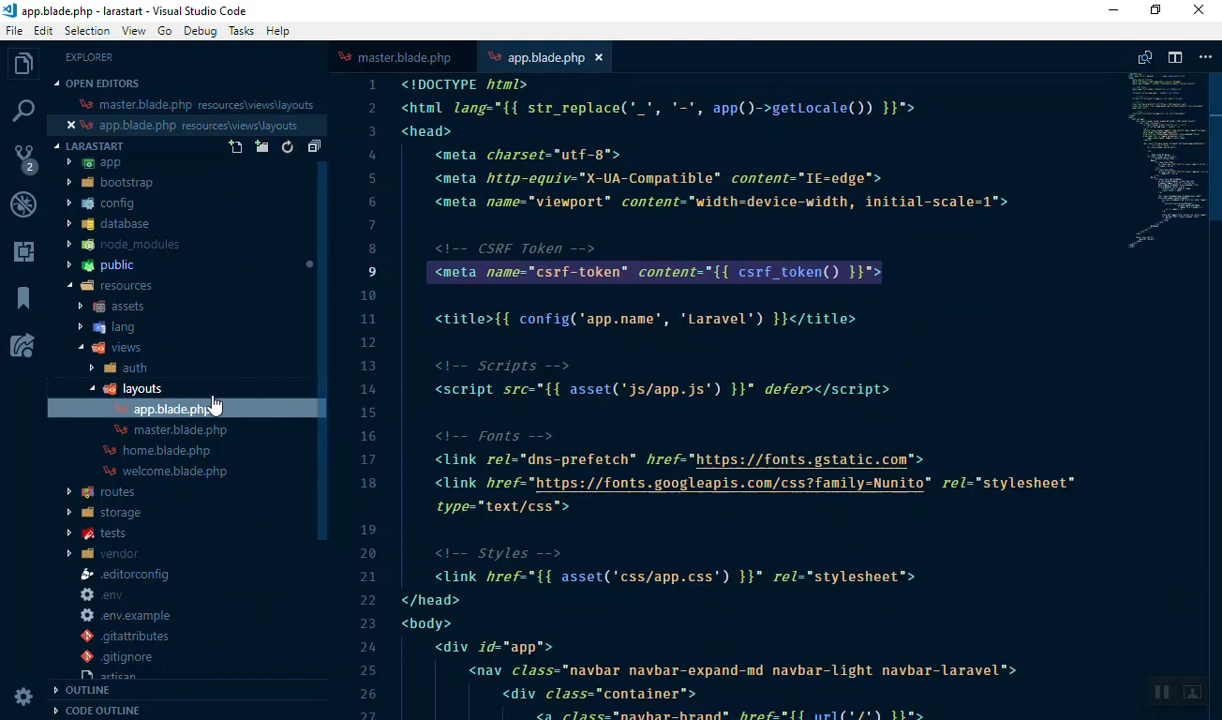 app.blade.php - larastart - Visual Studio Code
File Edit Selection View Go Debug Tasks Help
EXPLORER
OPEN EDITORS
master.blade.php resources\views\layouts
app.blade.php resources\views\layouts
LARASTART
app
bootstrap
config
database
node_modules
public
resources
assets
lang
views
auth
layouts
app.blade.php
master.blade.php
home.blade.php
welcome.blade.php
routes
storage
tests
vendor
.editorconfig
.env
.env.example
.gitattributes
.gitignore
artisan
OUTLINE
CODE OUTLINE
2
master.blade.php app.blade.php
1 <!DOCTYPE html>
2 <html lang="{{ str_replace('_', '-', app()->getLocale()) }}">
3 <head>
4 <meta charset="utf-8">
5 <meta http-equiv="X-UA-Compatible" content="IE=edge">
6 <meta name="viewport" content="width=device-width, initial-scale=1">
7
8 <!-- CSRF Token -->
9 <meta name="csrf-token" content="{{ csrf_token() }}">
10
11 <title>{{ config('app.name', 'Laravel') }}</title>
12
13 <!-- Scripts -->
14 <script src="{{ asset('js/app.js') }}" defer></script>
15
16 <!-- Fonts -->
17 <link rel="dns-prefetch" href="https://fonts.gstatic.com">
18 <link href="https://fonts.googleapis.com/css?family=Nunito" rel="stylesheet"
type="text/css">
19
20 <!-- Styles -->
21 <link href="{{ asset('css/app.css') }}" rel="stylesheet">
22 </head>
23 <body>
24 <div id="app">
25 <nav class="navbar navbar-expand-md navbar-light navbar-laravel">
26 <div class="container">
27 <a class="navbar-brand" href="{{ url('/') }}">